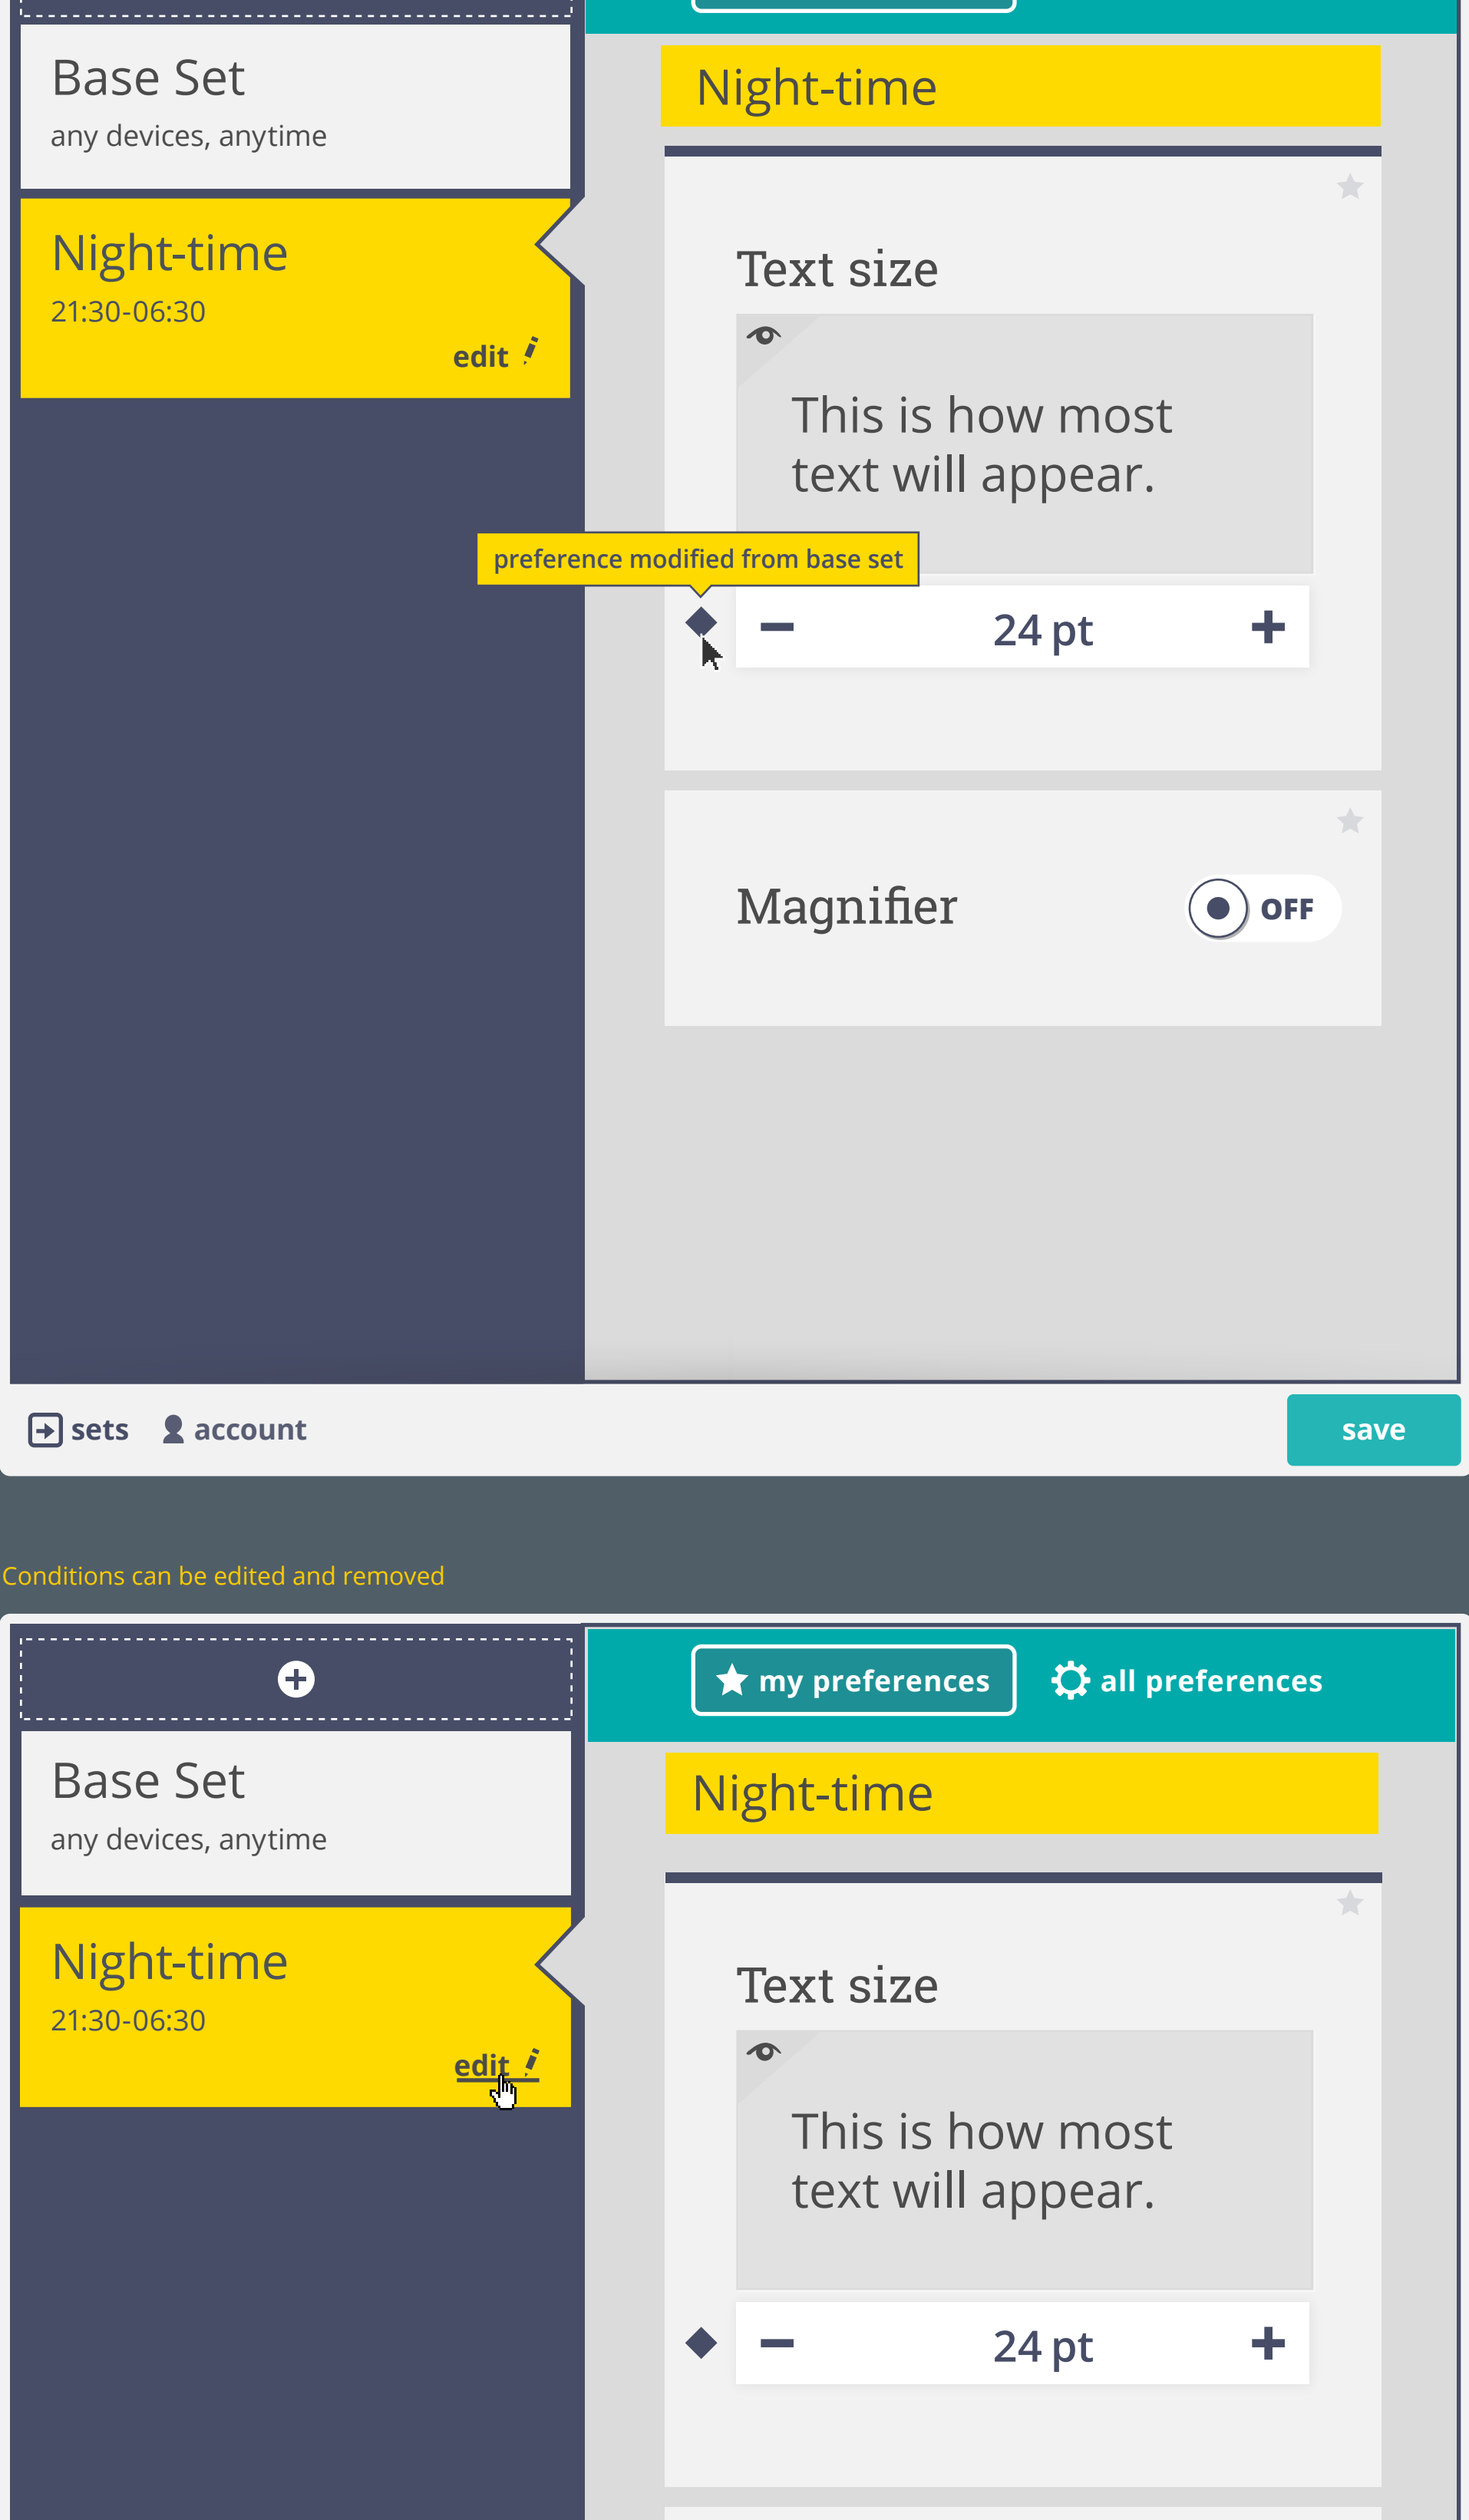 Base Set
any devices, anytime
Night-time
21:30-06:30
edit
Night-time
Text size
This is how most
text will appear.
preference modified from base set
24 pt
Magnifier
OFF
sets
account
save
Conditions can be edited and removed
my preferences
all preferences
Base Set
any devices, anytime
Night-time
21:30-06:30
edit
Night-time
Text size
This is how most
text will appear.
24 pt